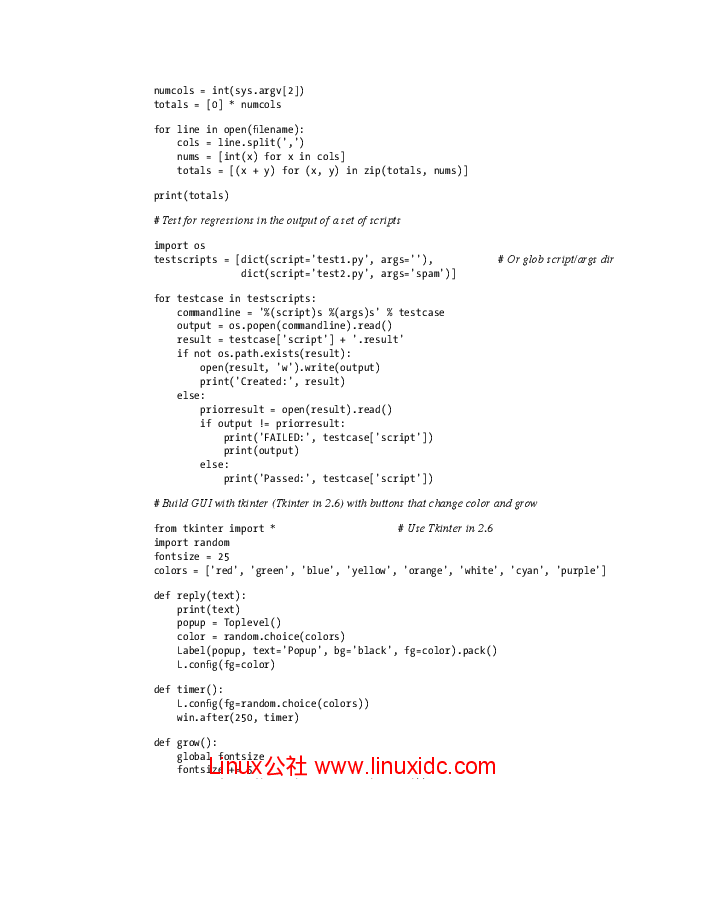 numcols = int(sys.argv[2])
totals = [0] * numcols
for line in open(filename):
    cols = line.split(',')
    nums = [int(x) for x in cols]
    totals = [(x + y) for (x, y) in zip(totals, nums)]
print(totals)
# Test for regressions in the output of a set of scripts
import os
testscripts = [dict(script='test1.py', args=''),          # Or glob script/args dir
               dict(script='test2.py', args='spam')]
for testcase in testscripts:
    commandline = '%(script)s %(args)s' % testcase
    output = os.popen(commandline).read()
    result = testcase['script'] + '.result'
    if not os.path.exists(result):
        open(result, 'w').write(output)
        print('Created:', result)
    else:
        priorresult = open(result).read()
        if output != priorresult:
            print('FAILED:', testcase['script'])
            print(output)
        else:
            print('Passed:', testcase['script'])
# Build GUI with tkinter (Tkinter in 2.6) with buttons that change color and grow
from tkinter import *                    # Use Tkinter in 2.6
import random
fontsize = 25
colors = ['red', 'green', 'blue', 'yellow', 'orange', 'white', 'cyan', 'purple']
def reply(text):
    print(text)
    popup = Toplevel()
    color = random.choice(colors)
    Label(popup, text='Popup', bg='black', fg=color).pack()
    L.config(fg=color)
def timer():
    L.config(fg=random.choice(colors))
    win.after(250, timer)
def grow():
    global fontsize
    fontsize += 5
Linux公社 www.linuxidc.com